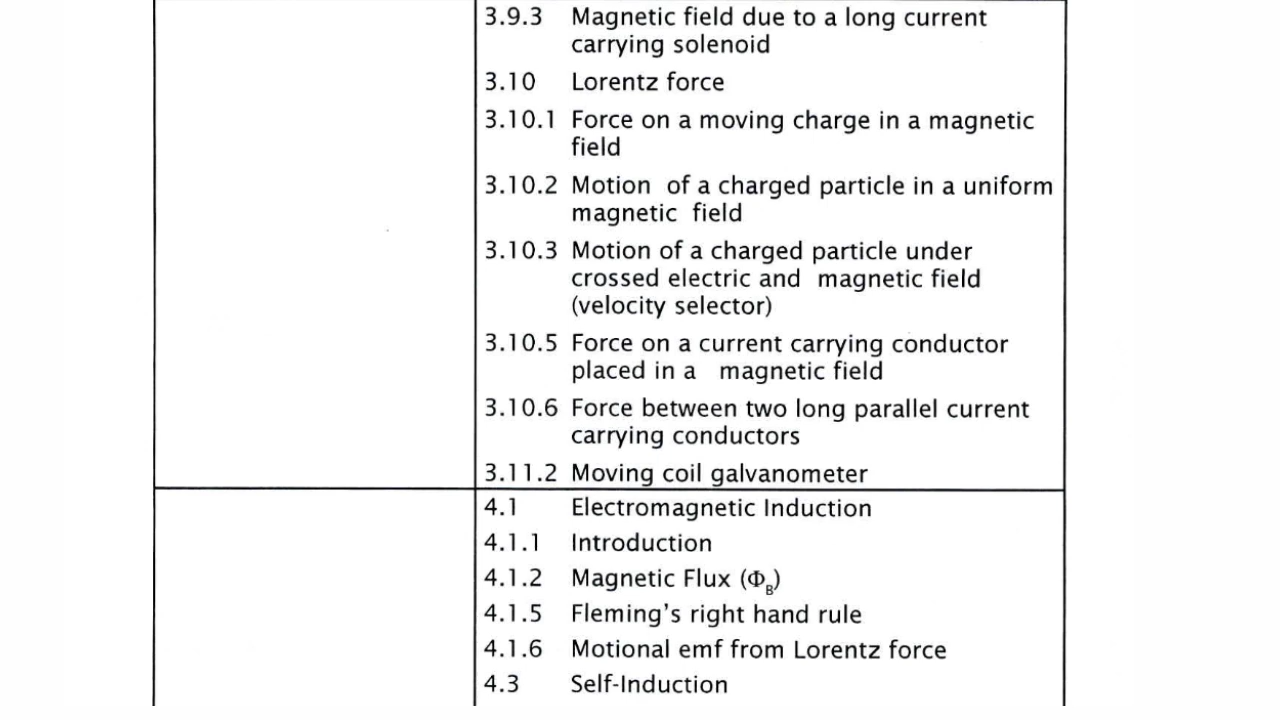 3.9.3 Magnetic field due to a long current
carrying solenoid
3.10 Lorentz force
3.10.1 Force on a moving charge in a magnetic
field
3.10.2 Motion of a charged particle in a uniform
magnetic field
3.10.3 Motion of a charged particle under
crossed electric and magnetic field
(velocity selector)
3.10.5 Force on a current carrying conductor
placed in a magnetic field
3.10.6 Force between two long parallel current
carrying conductors
3.11.2 Moving coil galvanometer
4.1 Electromagnetic Induction
4.1.1 Introduction
4.1.2 Magnetic Flux (Φ_B)
4.1.5 Fleming's right hand rule
4.1.6 Motional emf from Lorentz force
4.3 Self-Induction